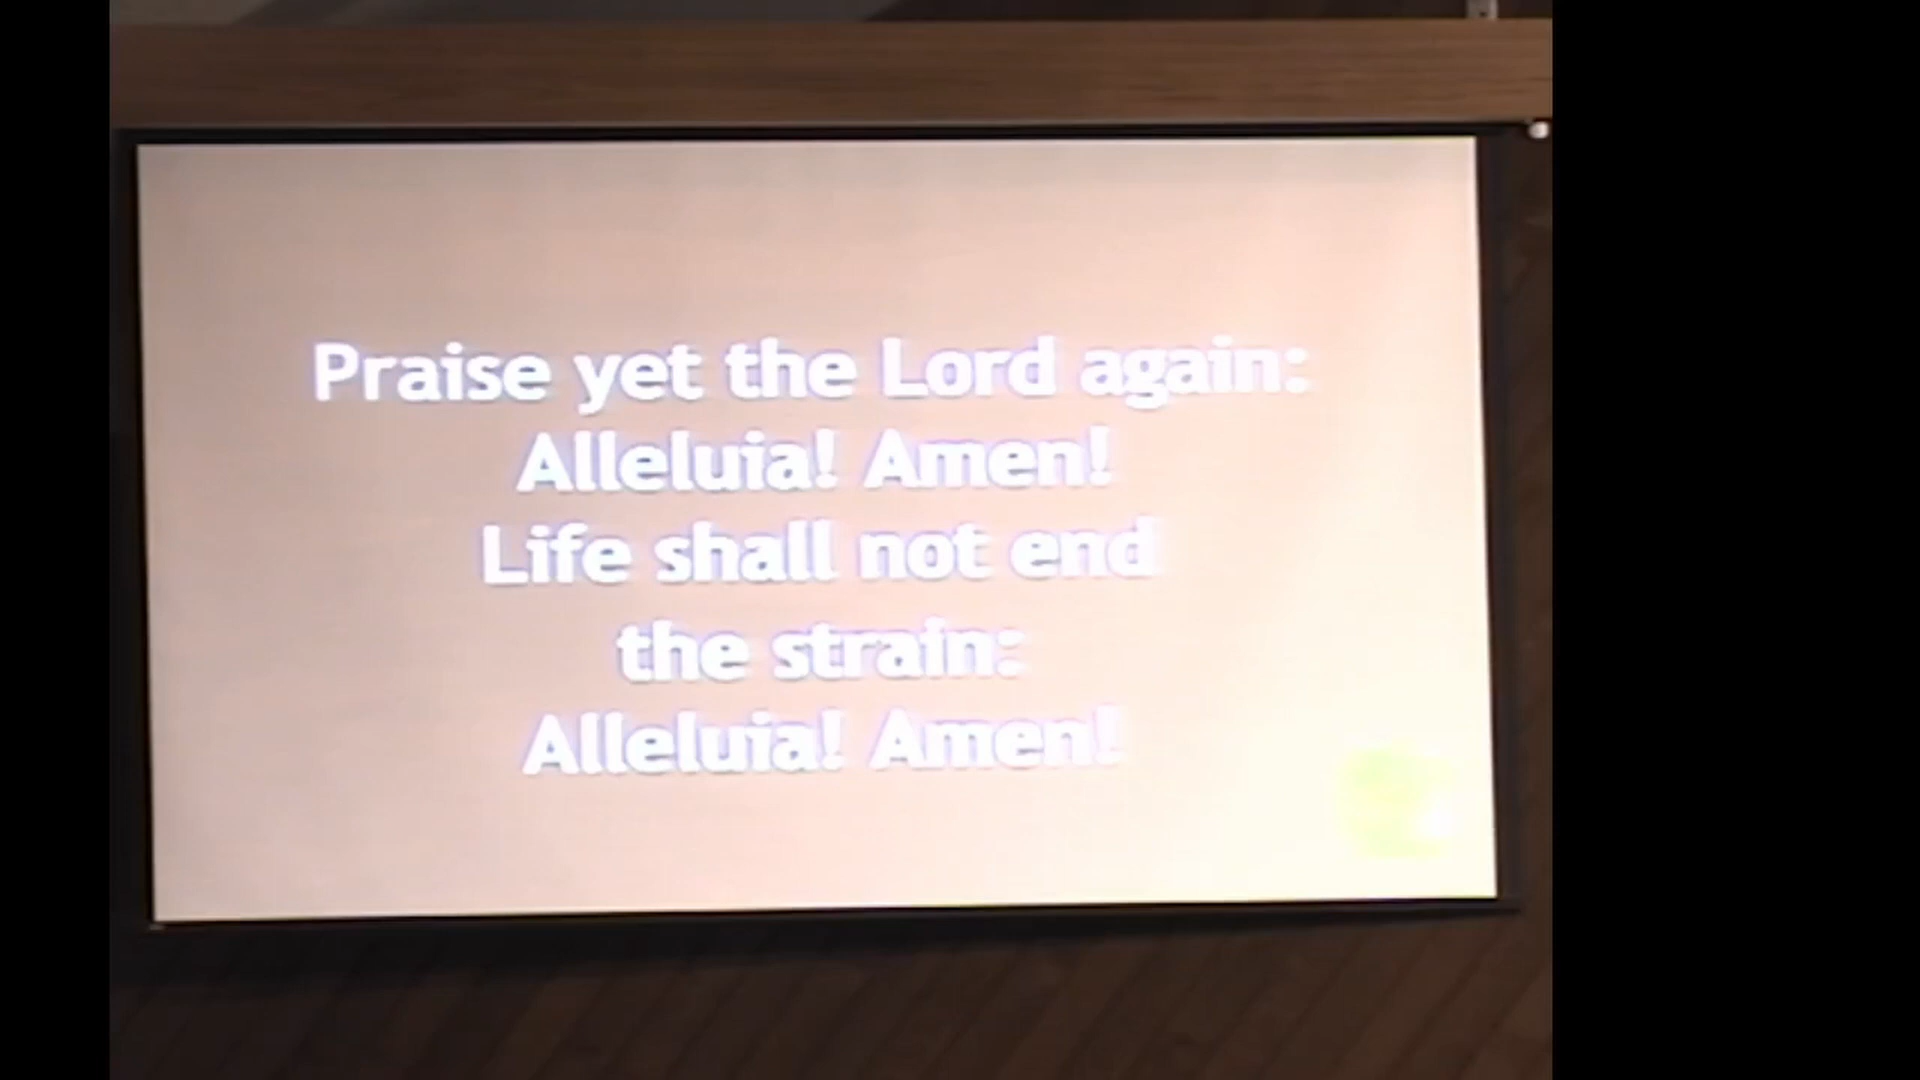 Praise yet the Lord again:
Alleluia! Amen!
Life shall not end
the strain:
Alleluia! Amen!